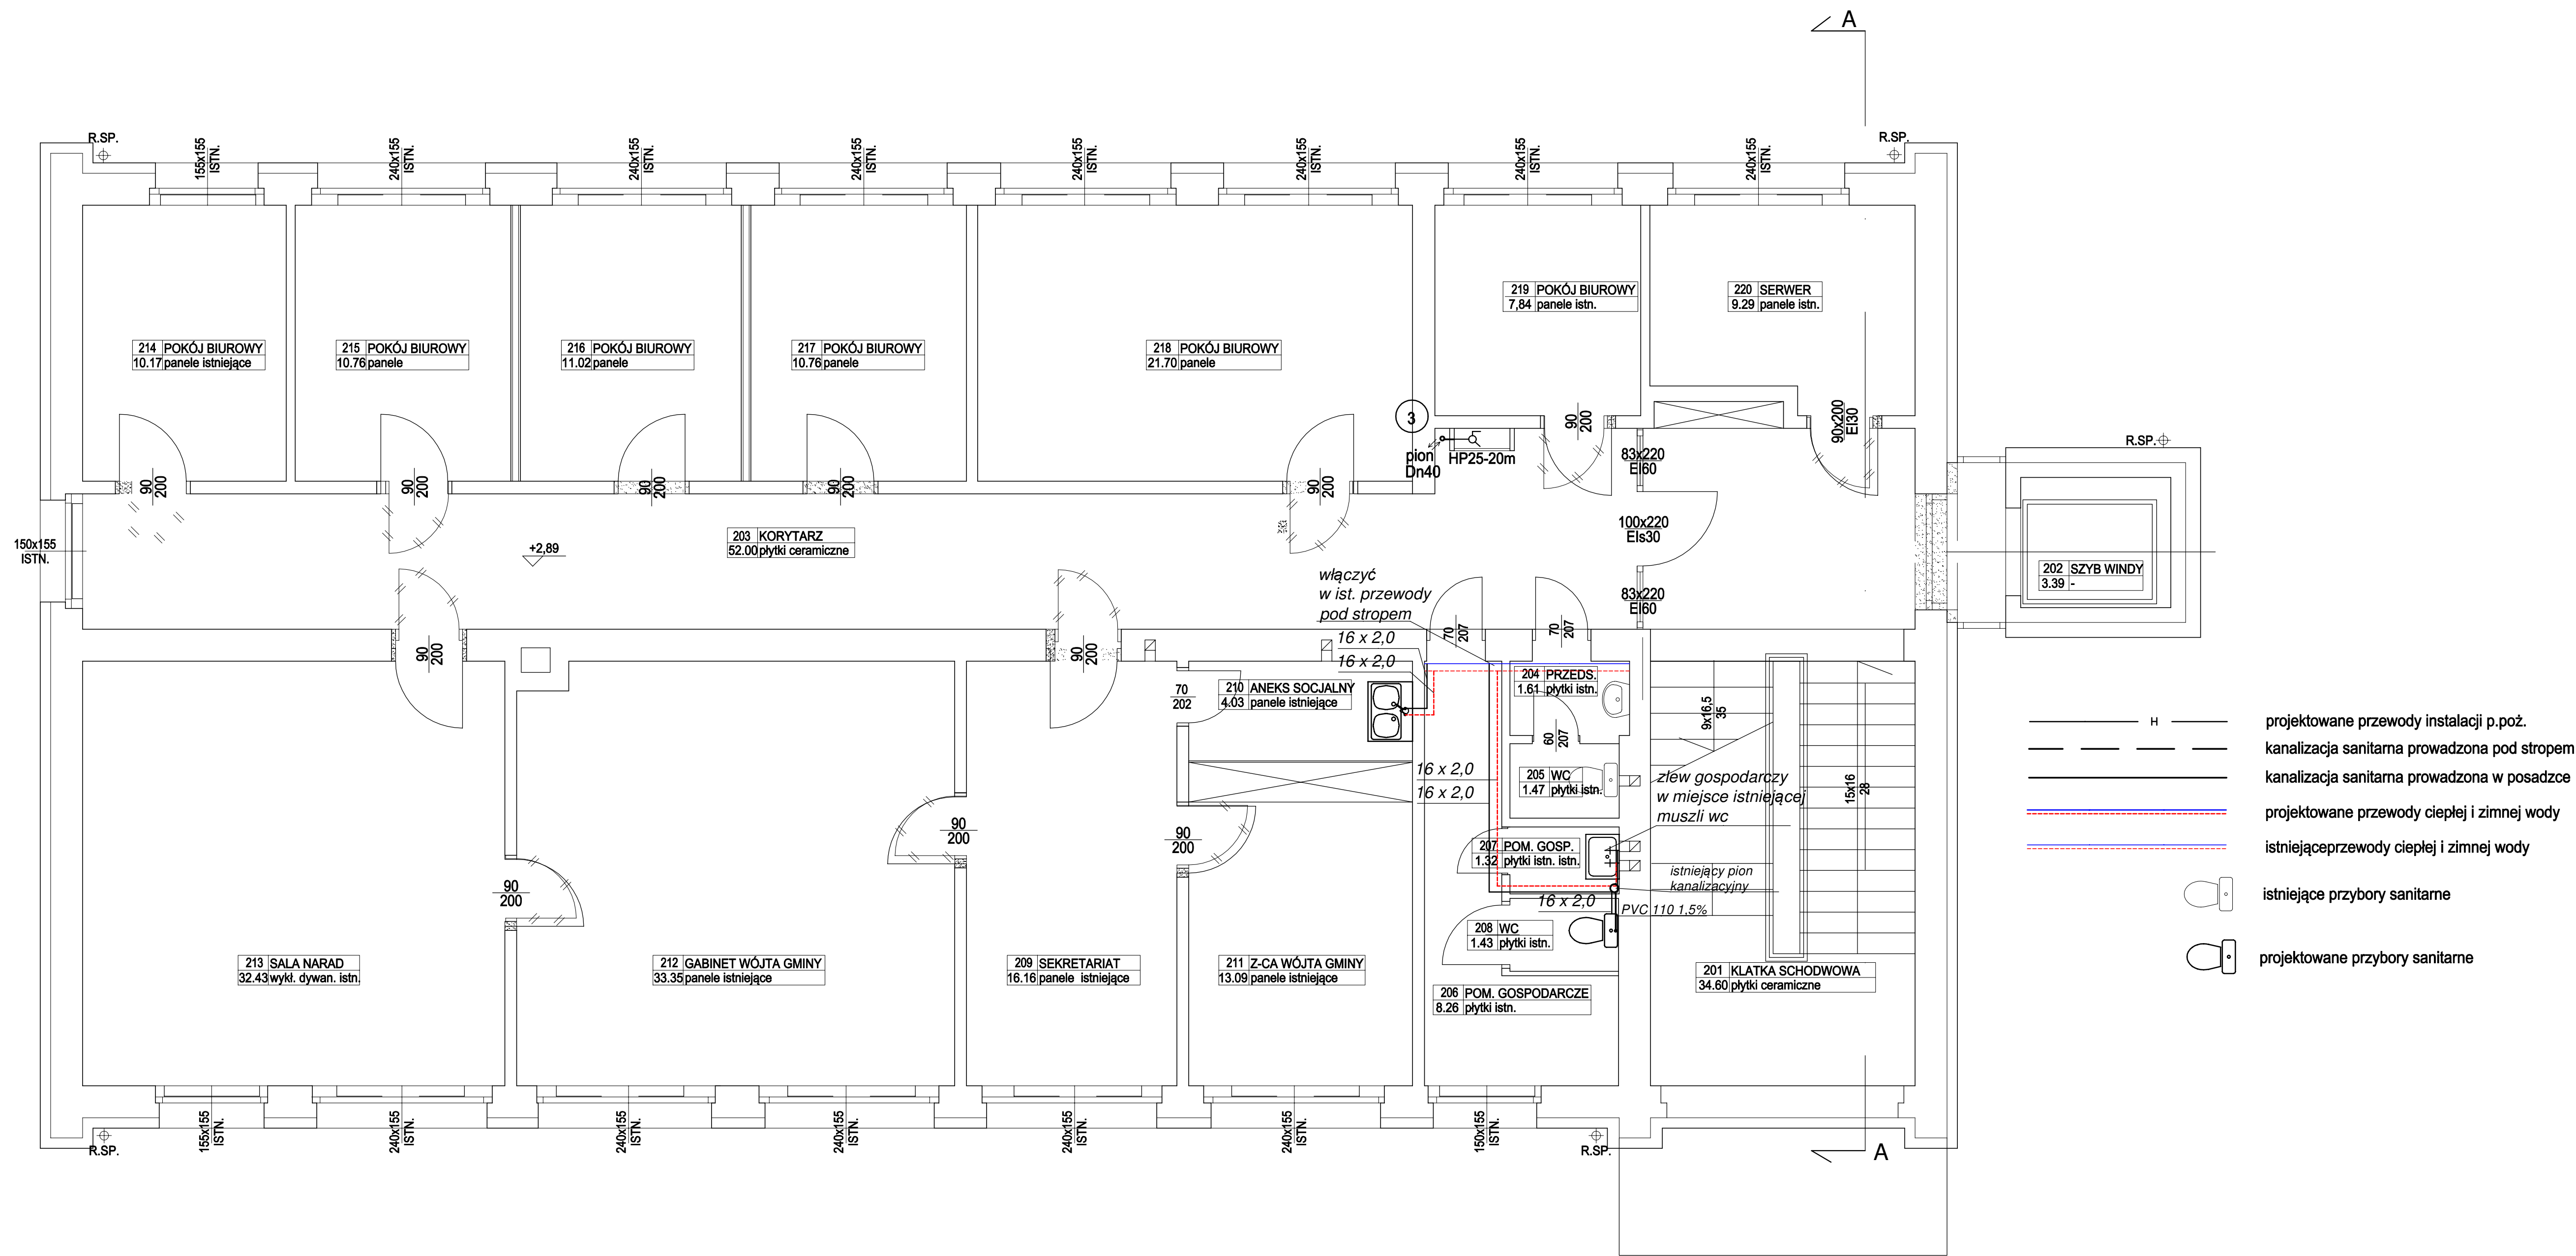 A
R.SP.
155x155
ISTN.
240x155
ISTN.
240x155
ISTN.
240x155
ISTN.
240x155
ISTN.
240x155
ISTN.
240x155
ISTN.
240x155
ISTN.
R.SP.
214 POKÓJ BIUROWY
10.17 panele istniejące
215 POKÓJ BIUROWY
10.76 panele
216 POKÓJ BIUROWY
11.02 panele
217 POKÓJ BIUROWY
10.76 panele
218 POKÓJ BIUROWY
21.70 panele
219 POKÓJ BIUROWY
7,84 panele istn.
220 SERWER
9.29 panele istn.
90
200
90
200
90
200
90
200
90
200
3
pion
Dn40
HP25-20m
90
200
83x220
EI60
90x200
EI30
R.SP.
100x220
EIs30
83x220
EI60
150x155
ISTN.
+2,89
203 KORYTARZ
52.00 płytki ceramiczne
202 SZYB WINDY
3.39 -
włączyć
w ist. przewody
pod stropem
16 x 2,0
16 x 2,0
70
207
70
207
90
200
90
200
70
202
210 ANEKS SOCJALNY
4.03 panele istniejące
204 PRZEDS.
1.61 płytki istn.
60
207
9x16,5
35
15x16
28
16 x 2,0
16 x 2,0
205 WC
1.47 płytki istn.
zlew gospodarczy
w miejsce istniejącej
muszli wc
207 POM. GOSP.
1.32 płytki istn. istn.
istniejący pion
kanalizacyjny
16 x 2,0
PVC 110 1,5%
208 WC
1.43 płytki istn.
90
200
90
200
90
200
213 SALA NARAD
32.43 wykł. dywan. istn.
212 GABINET WÓJTA GMINY
33.35 panele istniejące
209 SEKRETARIAT
16.16 panele istniejące
211 Z-CA WÓJTA GMINY
13.09 panele istniejące
206 POM. GOSPODARCZE
8.26 płytki istn.
201 KLATKA SCHODWOWA
34.60 płytki ceramiczne
H
projektowane przewody instalacji p.poż.
kanalizacja sanitarna prowadzona pod stropem
kanalizacja sanitarna prowadzona w posadzce
projektowane przewody ciepłej i zimnej wody
istniejąceprzewody ciepłej i zimnej wody
istniejące przybory sanitarne
projektowane przybory sanitarne
R.SP.
155x155
ISTN.
240x155
ISTN.
240x155
ISTN.
240x155
ISTN.
240x155
ISTN.
240x155
ISTN.
150x155
ISTN.
R.SP.
A